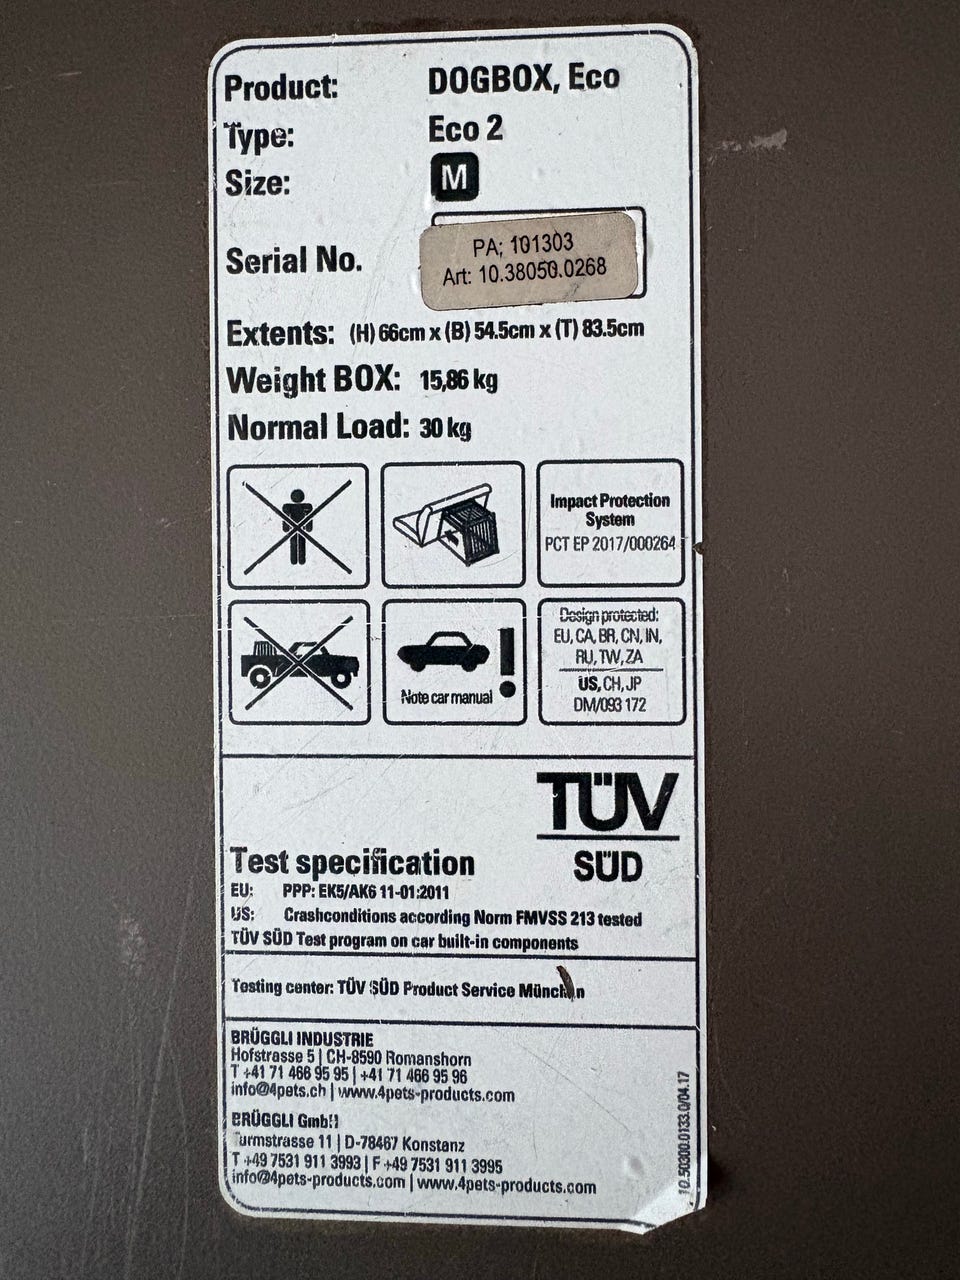 Product: DOGBOX, Eco
Type: Eco 2
Size: M
Serial No. PA; 101303
Art: 10.38050.0268
Extents: (H) 66cm x (B) 54.5cm x (T) 83.5cm
Weight BOX: 15,86 kg
Normal Load: 30 kg
Impact Protection
System
PCT EP 2017/000264
Note car manual
!
Design protected:
EU, CA, BR, CN, IN,
RU, TW, ZA
US, CH, JP
DM/093 172
TÜV
SÜD
Test specification
EU: PPP: EK5/AK6 11-01:2011
US: Crashconditions according Norm FMVSS 213 tested
TÜV SÜD Test program on car built-in components
Testing center: TÜV SÜD Product Service München
BRÜGGLI INDUSTRIE
Hofstrasse 5 | CH-8590 Romanshorn
T +41 71 466 95 95 | +41 71 466 95 96
info@4pets.ch | www.4pets-products.com
BRÜGGLI GmbH
Turmstrasse 11 | D-78467 Konstanz
T +49 7531 911 3993 | F +49 7531 911 3995
info@4pets-products.com | www.4pets-products.com
10.50300.0133.0/04.17